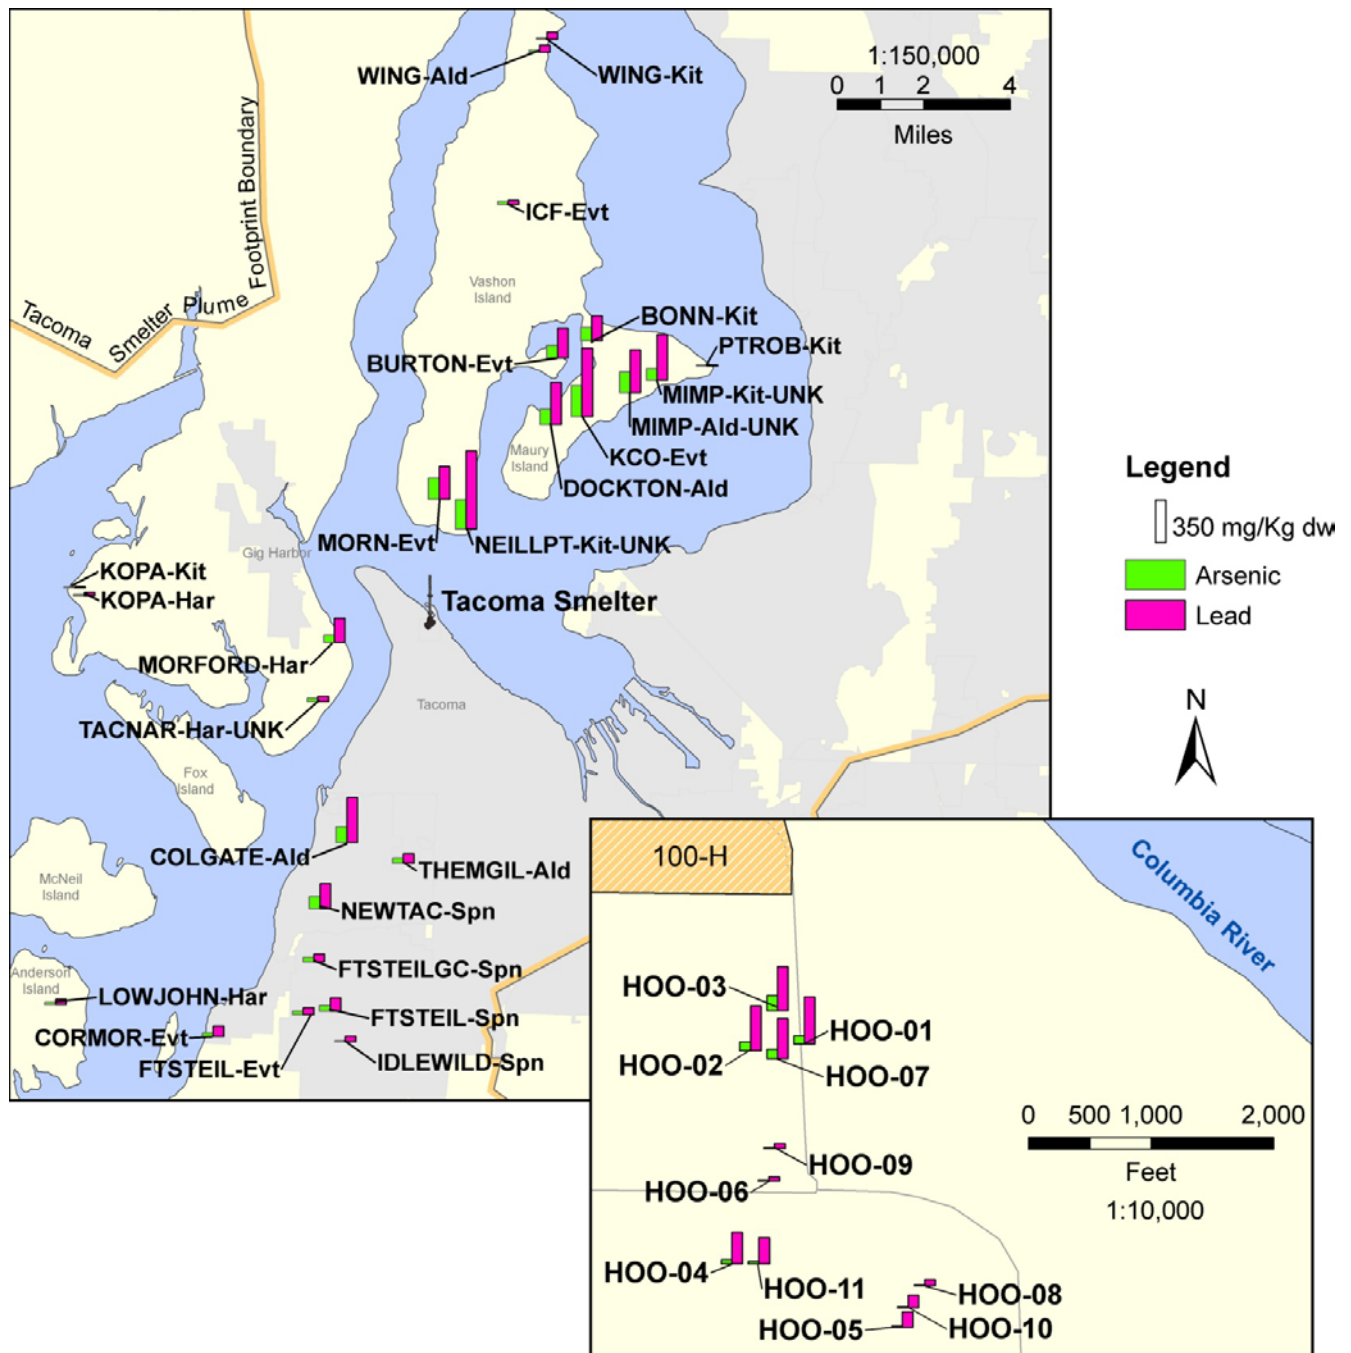 WING-Ald
WING-Kit
1:150,000
0 1 2 4
Miles
Tacoma Smelter Plume Footprint Boundary
ICF-Evt
Vashon
Island
BONN-Kit
PTROB-Kit
BURTON-Evt
MIMP-Kit-UNK
MIMP-Ald-UNK
KCO-Evt
Maury
Island
DOCKTON-Ald
MORN-Evt
NEILLPT-Kit-UNK
Gig Harbor
KOPA-Kit
KOPA-Har
Tacoma Smelter
MORFORD-Har
Tacoma
TACNAR-Har-UNK
Fox
Island
COLGATE-Ald
THEMGIL-Ald
McNeil
Island
NEWTAC-Spn
FTSTEILGC-Spn
Anderson
Island
LOWJOHN-Har
FTSTEIL-Spn
CORMOR-Evt
FTSTEIL-Evt
IDLEWILD-Spn
Legend
350 mg/Kg dw
Arsenic
Lead
N
100-H
Columbia River
HOO-03
HOO-01
HOO-02
HOO-07
0 500 1,000 2,000
Feet
1:10,000
HOO-09
HOO-06
HOO-04
HOO-11
HOO-08
HOO-05
HOO-10